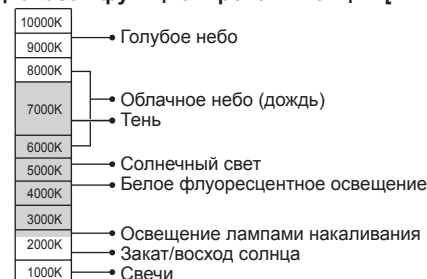 10000K
Голубое небо
9000K
8000K
Облачное небо (дождь)
7000K
Тень
6000K
Солнечный свет
5000K
Белое флуоресцентное освещение
4000K
3000K
Освещение лампами накаливания
2000K
Закат/восход солнца
1000K
Свечи